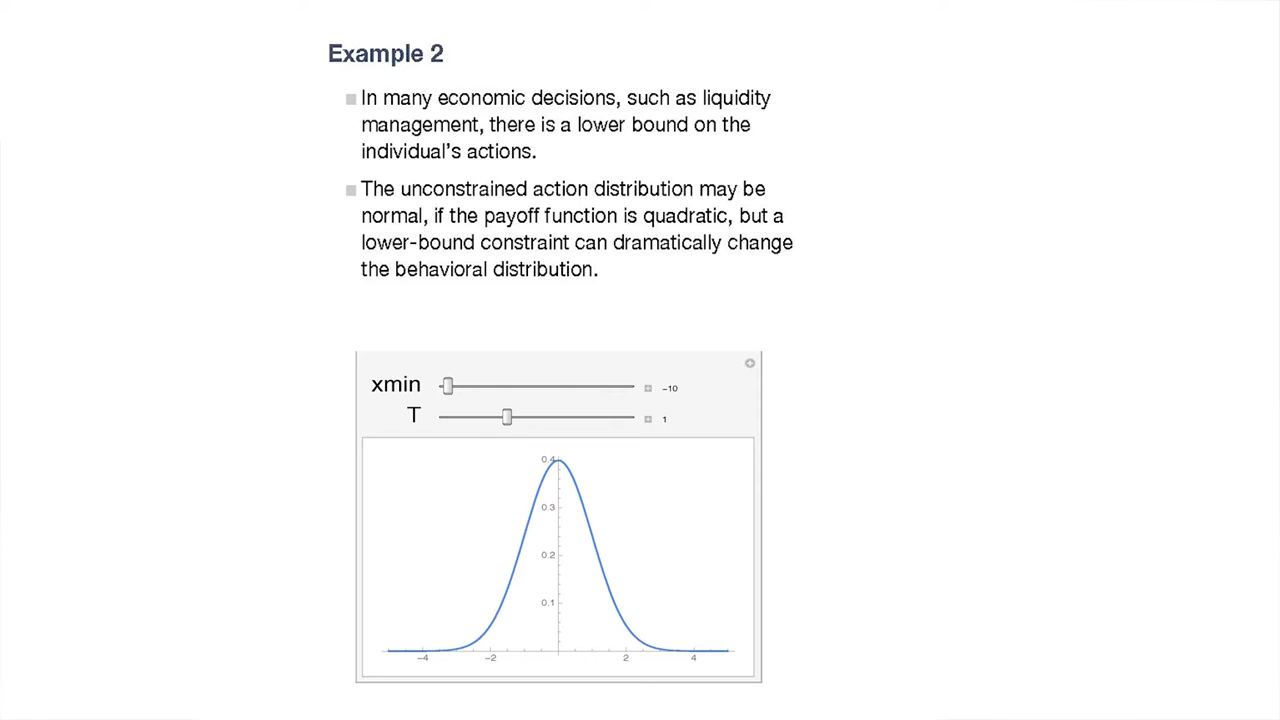 Example 2
In many economic decisions, such as liquidity
management, there is a lower bound on the
individual's actions.
The unconstrained action distribution may be
normal, if the payoff function is quadratic, but a
lower-bound constraint can dramatically change
the behavioral distribution.
xmin -10
T 1
0.4
0.3
0.2
0.1
-4 -2 2 4